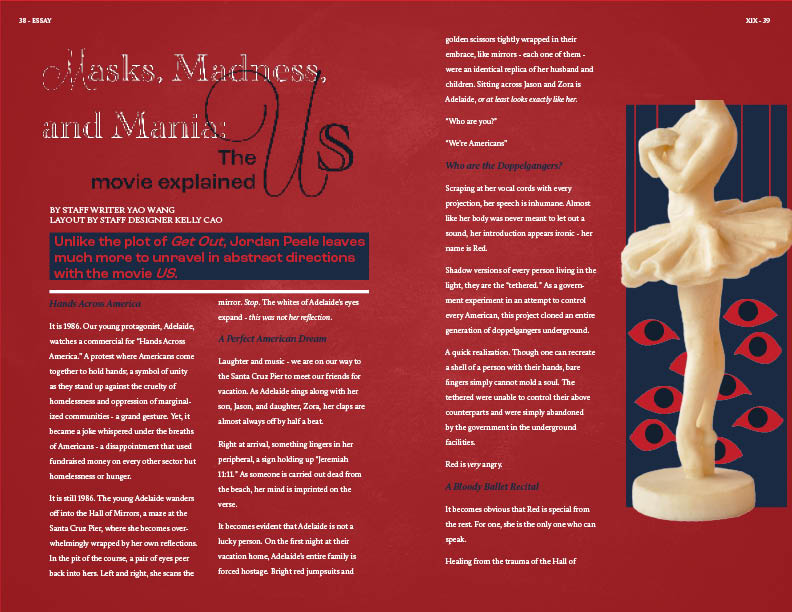 38 - ESSAY
XIX - 39
Masks, Madness,
and Mania: Us
The
movie explained
BY STAFF WRITER YAO WANG
LAYOUT BY STAFF DESIGNER KELLY CAO
Unlike the plot of Get Out, Jordan Peele leaves
much more to unravel in abstract directions
with the movie US.
Hands Across America
It is 1986. Our young protagonist, Adelaide,
watches a commercial for "Hands Across
America." A protest where Americans come
together to hold hands, a symbol of unity
as they stand up against the cruelty of
homelessness and oppression of marginal-
ized communities - a grand gesture. Yet, it
became a joke whispered under the breaths
of Americans - a disappointment that used
fundraised money on every other sector but
homelessness or hunger.
It is still 1986. The young Adelaide wanders
off into the Hall of Mirrors, a maze at the
Santa Cruz Pier, where she becomes over-
whelmingly wrapped by her own reflections.
In the pit of the course, a pair of eyes peer
back into hers. Left and right, she scans the
mirror. Stop. The whites of Adelaide's eyes
expand - this was not her reflection.
A Perfect American Dream
Laughter and music - we are on our way to
the Santa Cruz Pier to meet our friends for
vacation. As Adelaide sings along with her
son, Jason, and daughter, Zora, her claps are
almost always off by half a beat.
Right at arrival, something lingers in her
peripheral, a sign holding up "Jeremiah
11:11." As someone is carried out dead from
the beach, her mind is imprinted on the
verse.
It becomes evident that Adelaide is not a
lucky person. On the first night at their
vacation home, Adelaide's entire family is
forced hostage. Bright red jumpsuits and
golden scissors tightly wrapped in their
embrace, like mirrors - each one of them -
were an identical replica of her husband and
children. Sitting across Jason and Zora is
Adelaide, or at least looks exactly like her.
"Who are you?"
"We're Americans"
Who are the Doppelgangers?
Scraping at her vocal cords with every
projection, her speech is inhumane. Almost
like her body was never meant to let out a
sound, her introduction appears ironic - her
name is Red.
Shadow versions of every person living in the
light, they are the "tethered." As a govern-
ment experiment in an attempt to control
every American, this project cloned an entire
generation of doppelgangers underground.
A quick realization. Though one can recreate
a shell of a person with their hands, bare
fingers simply cannot mold a soul. The
tethered were unable to control their above
counterparts and were simply abandoned
by the government in the underground
facilities.
Red is very angry.
A Bloody Ballet Recital
It becomes obvious that Red is special from
the rest. For one, she is the only one who can
speak.
Healing from the trauma of the Hall of